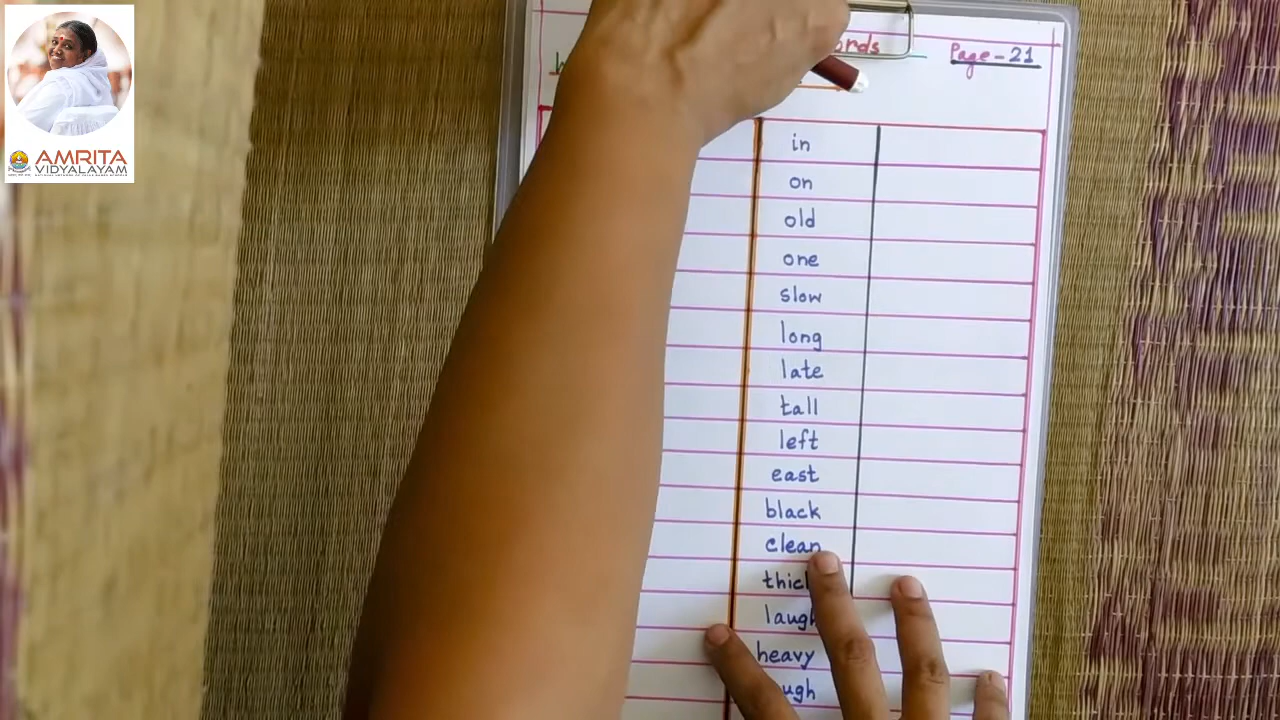 AMRITA
VIDYALAYAM
Page-21
in
on
old
one
slow
long
late
tall
left
east
black
clean
heavy